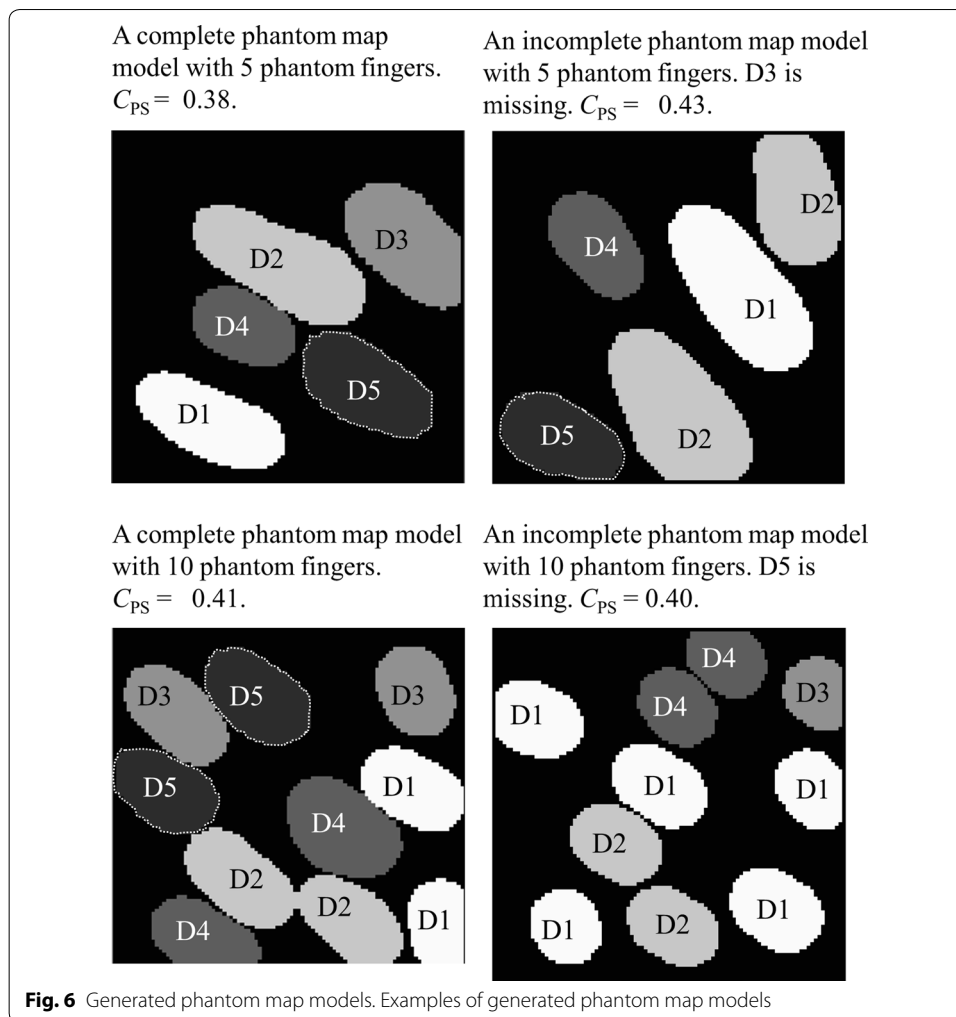 A complete phantom map
model with 5 phantom fingers.
C_PS = 0.38.
An incomplete phantom map model
with 5 phantom fingers. D3 is
missing. C_PS = 0.43.
D3
D2
D4
D5
D1
D2
D4
D1
D5
D2
A complete phantom map model
with 10 phantom fingers.
C_PS = 0.41.
An incomplete phantom map model
with 10 phantom fingers. D5 is
missing. C_PS = 0.40.
D3
D5
D3
D5
D1
D4
D2
D2
D4
D1
D4
D4
D3
D1
D1
D1
D2
D1
D2
D1
Fig. 6 Generated phantom map models. Examples of generated phantom map models